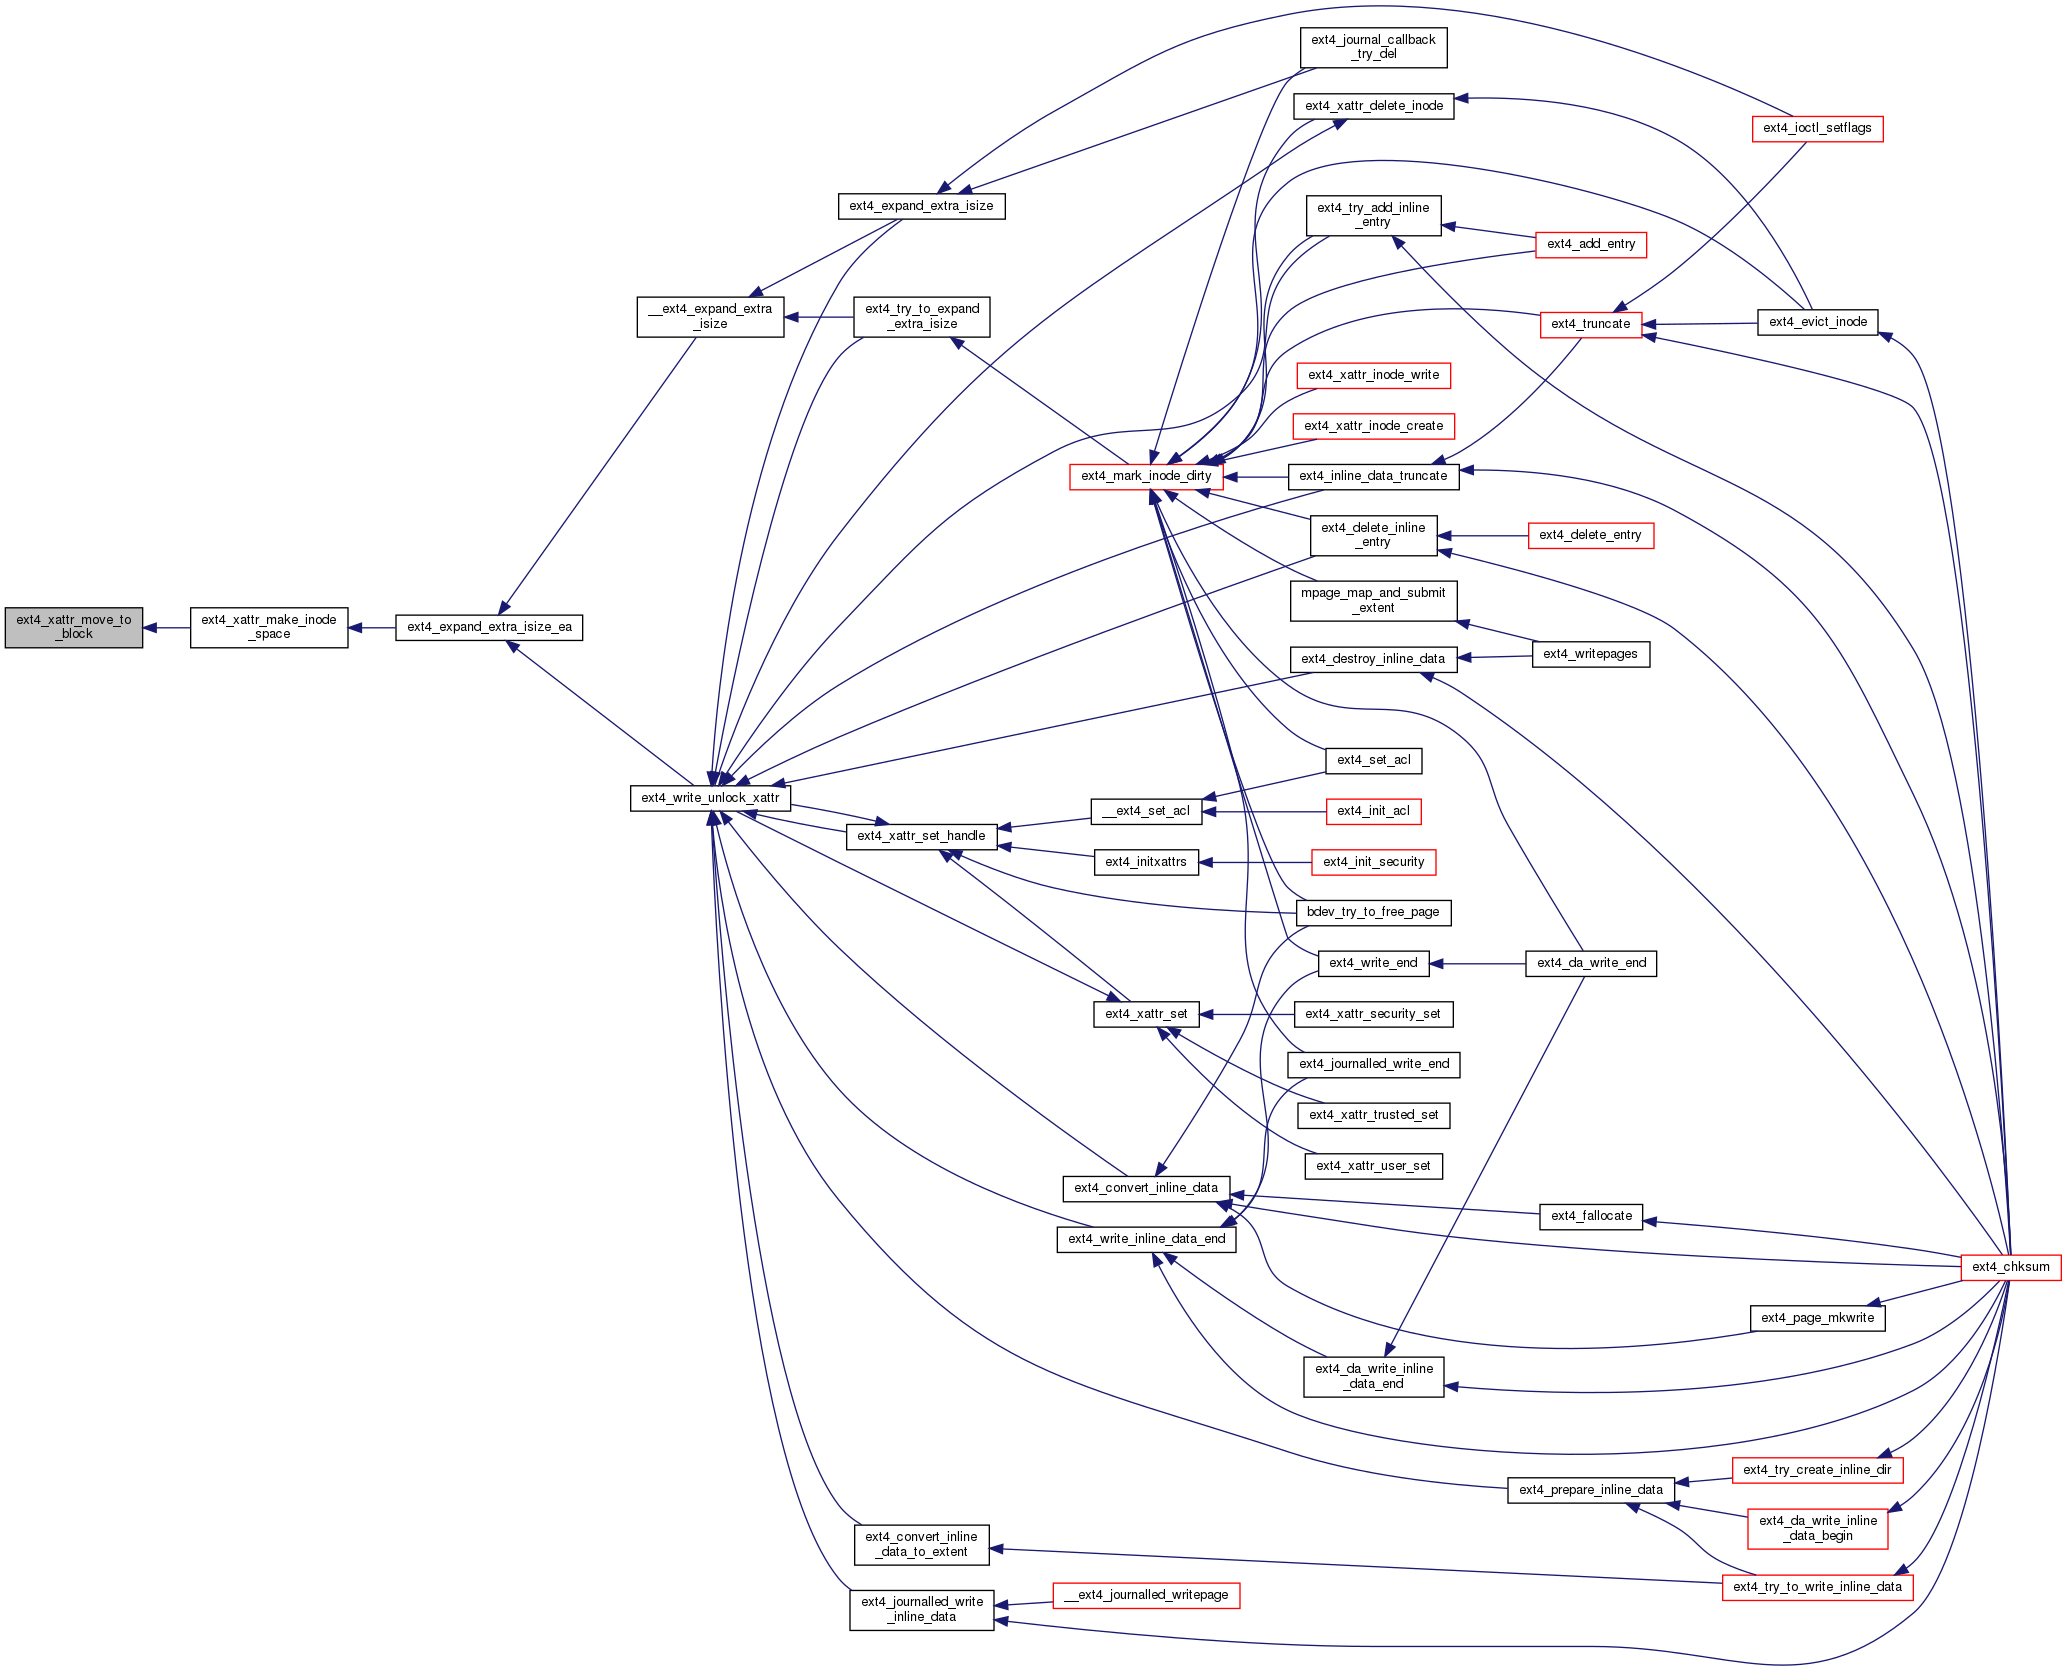 ext4_journal_callback
_try_del
ext4_xattr_delete_inode
ext4_ioctl_setflags
ext4_expand_extra_isize
ext4_try_add_inline
_entry
ext4_add_entry
__ext4_expand_extra
_isize
ext4_try_to_expand
_extra_isize
ext4_truncate
ext4_evict_inode
ext4_xattr_inode_write
ext4_xattr_inode_create
ext4_mark_inode_dirty
ext4_inline_data_truncate
ext4_delete_inline
_entry
ext4_delete_entry
mpage_map_and_submit
_extent
ext4_xattr_move_to
_block
ext4_xattr_make_inode
_space
ext4_expand_extra_isize_ea
ext4_destroy_inline_data
ext4_writepages
ext4_set_acl
ext4_write_unlock_xattr
__ext4_set_acl
ext4_init_acl
ext4_xattr_set_handle
ext4_initxattrs
ext4_init_security
bdev_try_to_free_page
ext4_write_end
ext4_da_write_end
ext4_xattr_set
ext4_xattr_security_set
ext4_journalled_write_end
ext4_xattr_trusted_set
ext4_xattr_user_set
ext4_convert_inline_data
ext4_fallocate
ext4_write_inline_data_end
ext4_chksum
ext4_page_mkwrite
ext4_da_write_inline
_data_end
ext4_try_create_inline_dir
ext4_prepare_inline_data
ext4_da_write_inline
_data_begin
ext4_convert_inline
_data_to_extent
ext4_try_to_write_inline_data
ext4_journalled_write
_inline_data
__ext4_journalled_writepage